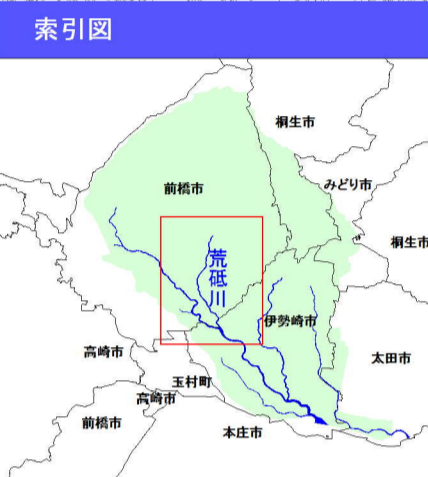 索引図
桐生市
前橋市
みどり市
桐生市
荒砥川
伊勢崎市
高崎市
太田市
玉村町
高崎市
前橋市
本庄市